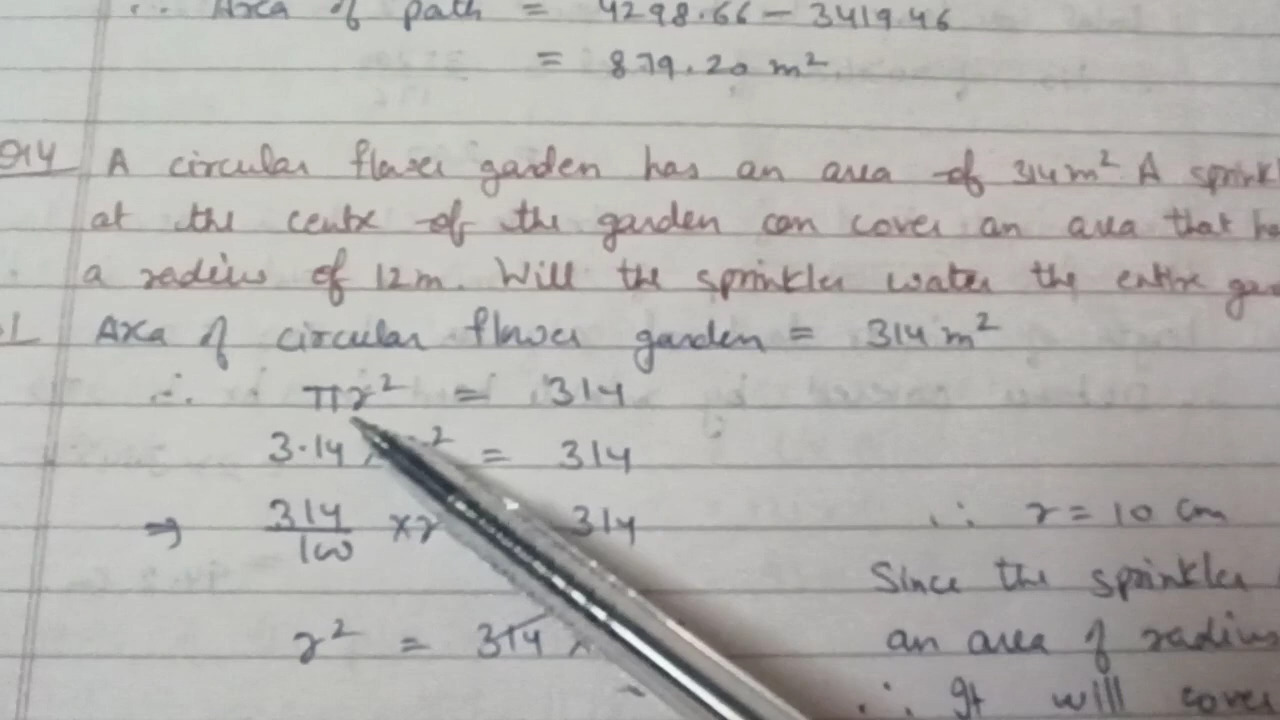 ∴ Area of path = 4298.66 - 3419.46
= 879.20 m²
Q14 A circular flower garden has an area of 314 m² A
at the centre of the garden can cover an area that
a radius of 12 m. Will the sprinkler water the entire
Area of circular flower garden = 314 m²
∴ πr² = 314
3.14 × ² = 314
⇒ 314/100 × r 314
r² = 314 ×
∴ r = 10 cm
Since the sprinkler
an area of radius
∴ It will cover